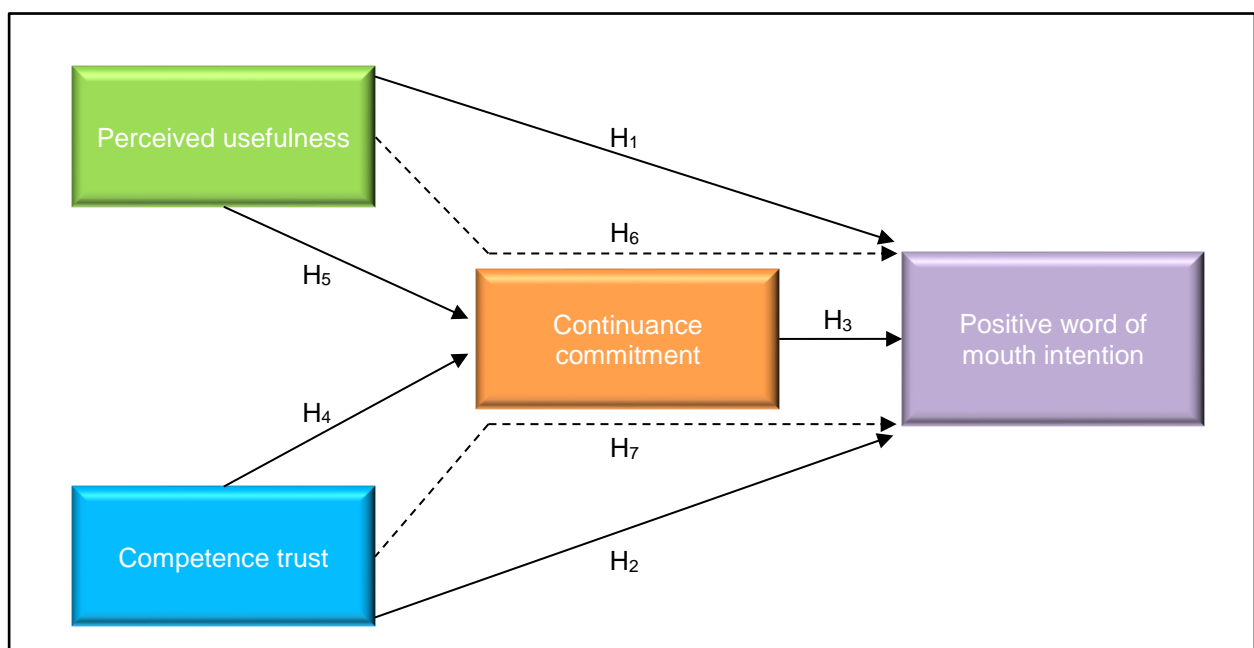 Perceived usefulness
H₁
H₆
H₅
Continuance
commitment
H₃
Positive word of
mouth intention
H₄
H₇
Competence trust
H₂